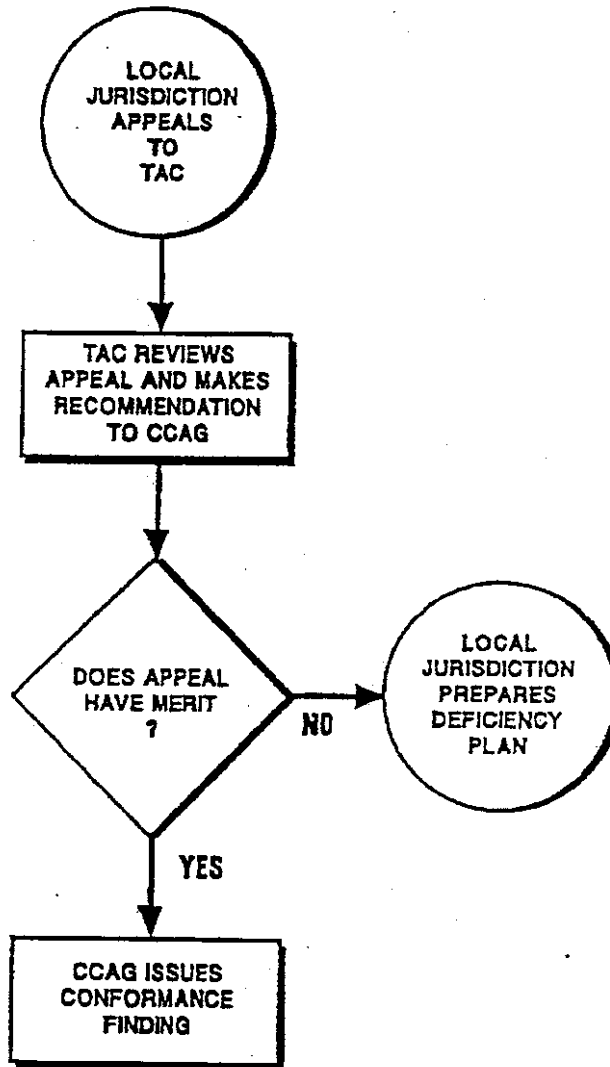 LOCAL
JURISDICTION
APPEALS
TO
TAC
TAC REVIEWS
APPEAL AND MAKES
RECOMMENDATION
TO CCAG
DOES APPEAL
HAVE MERIT
?
NO
LOCAL
JURISDICTION
PREPARES
DEFICIENCY
PLAN
YES
CCAG ISSUES
CONFORMANCE
FINDING